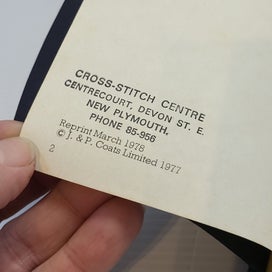 CROSS-STITCH CENTRE
CENTRECOURT, DEVON ST. E.
NEW PLYMOUTH,
PHONE 85-956
Reprint March 1978
© J. & P. Coats Limited 1977
2